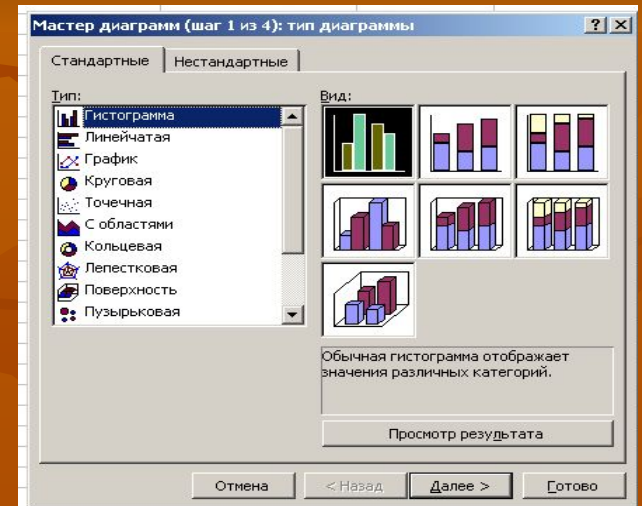 Мастер диаграмм (шаг 1 из 4): тип диаграммы
Стандартные
Нестандартные
Тип:
Гистограмма
Линейчатая
График
Круговая
Точечная
С областями
Кольцевая
Лепестковая
Поверхность
Пузырьковая
Вид:
Обычная гистограмма отображает
значения различных категорий.
Просмотр результата
Отмена
< Назад
Далее >
Готово